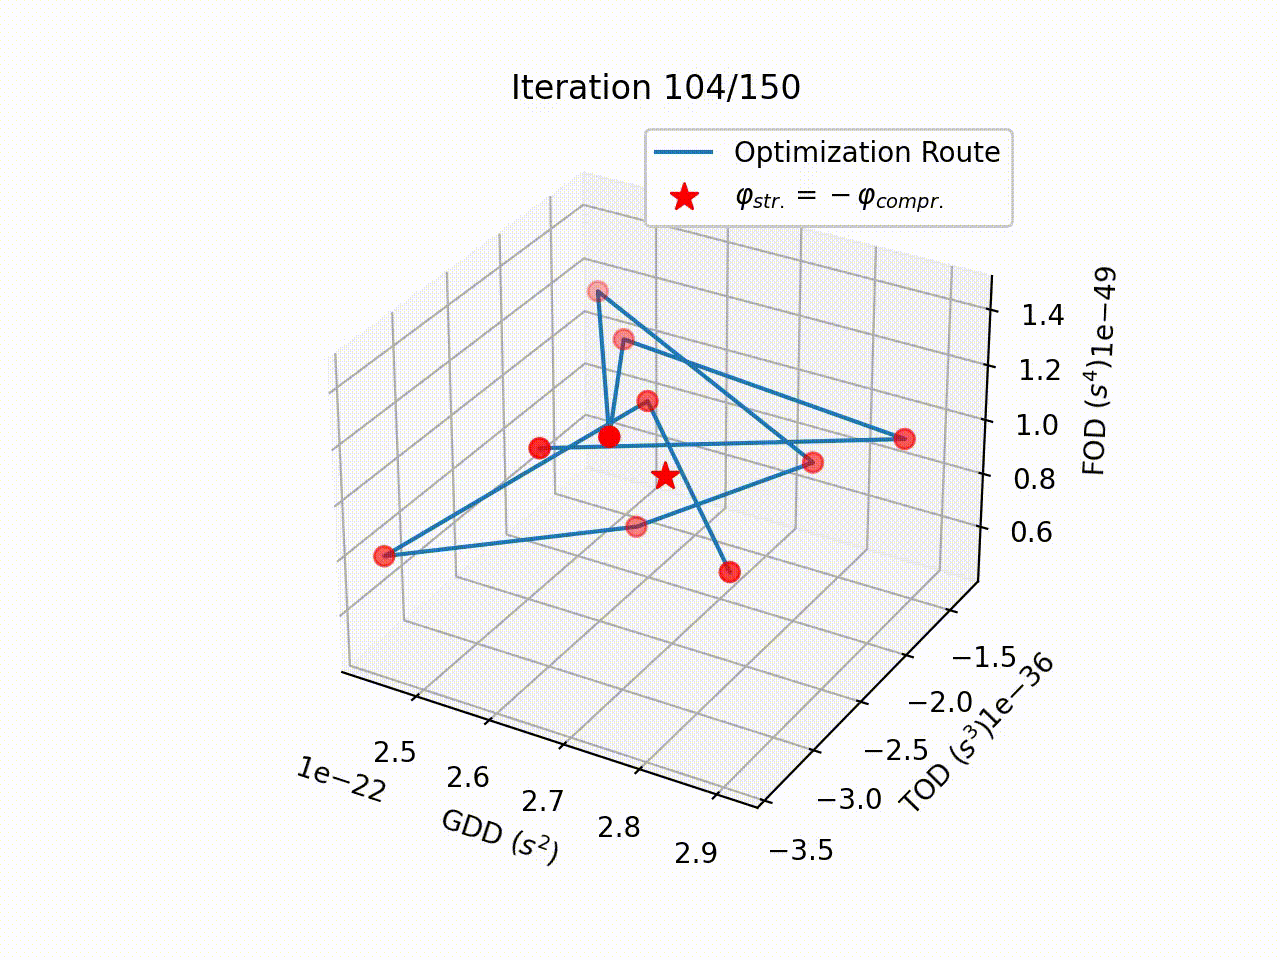 Iteration 104/150
Optimization Route
φstr. = −φcompr.
FOD (s⁴)1e−49
1.4
1.2
1.0
0.8
0.6
−1.5
−2.0
−2.5
−3.0
−3.5
TOD (s³)1e−36
2.5
2.6
2.7
2.8
2.9
1e−22
GDD (s²)